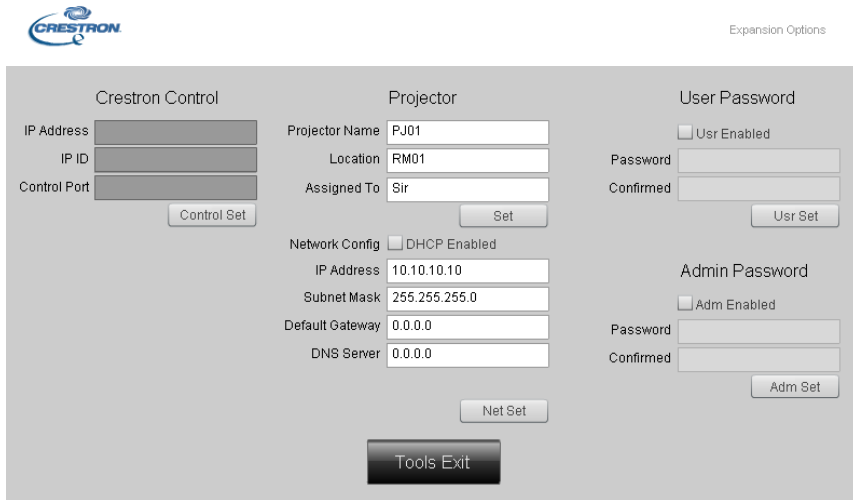 CRESTRON
Expansion Options
Crestron Control
IP Address
IP ID
Control Port
Control Set
Projector
Projector Name PJ01
Location RM01
Assigned To Sir
Set
Network Config DHCP Enabled
IP Address 10.10.10.10
Subnet Mask 255.255.255.0
Default Gateway 0.0.0.0
DNS Server 0.0.0.0
Net Set
User Password
Usr Enabled
Password
Confirmed
Usr Set
Admin Password
Adm Enabled
Password
Confirmed
Adm Set
Tools Exit